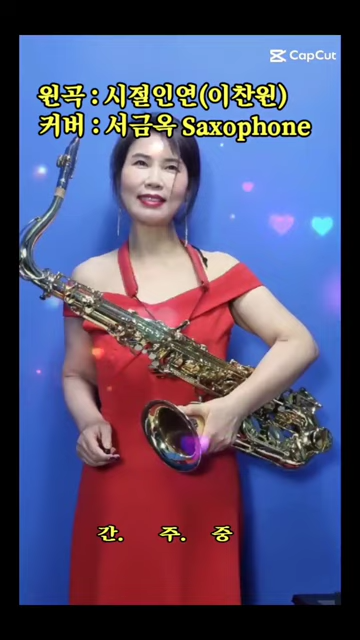 CapCut
원곡 : 시절인연(이찬원)
커버 : 서금옥 Saxophone
간. 주. 중